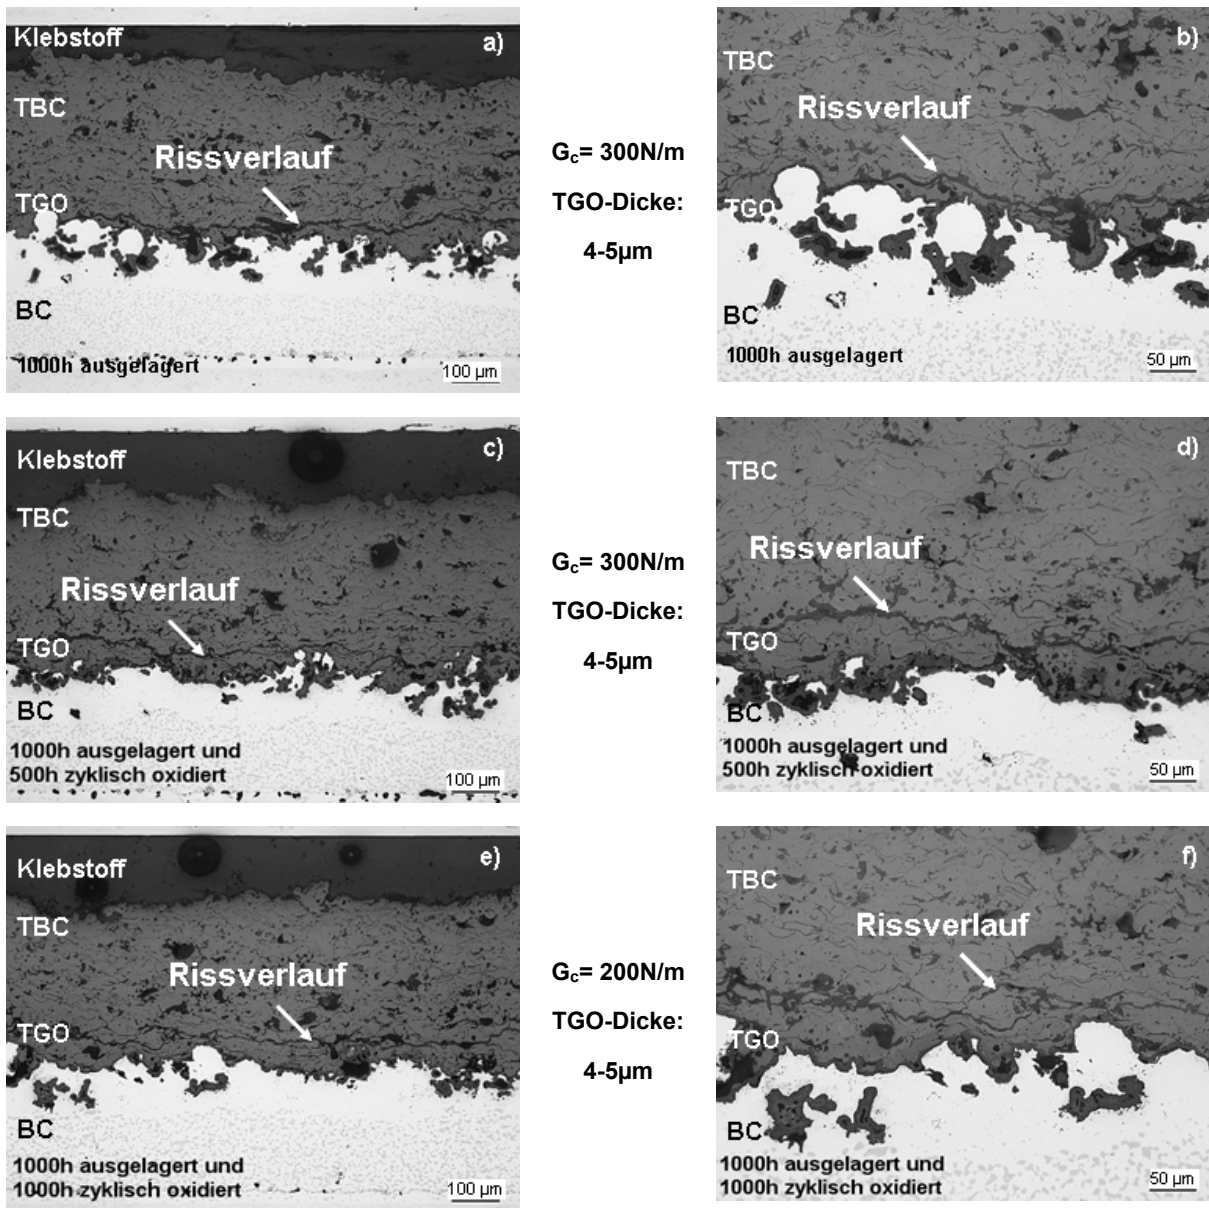 Klebstoff
a)
TBC
Rissverlauf
TGO
BC
1000h ausgelagert
100 µm
G_c= 300N/m
TGO-Dicke:
4-5µm
b)
TBC
Rissverlauf
TGO
BC
1000h ausgelagert
50 µm
Klebstoff
c)
TBC
Rissverlauf
TGO
BC
1000h ausgelagert und
500h zyklisch oxidiert
100 µm
G_c= 300N/m
TGO-Dicke:
4-5µm
d)
TBC
Rissverlauf
TGO
BC
1000h ausgelagert und
500h zyklisch oxidiert
50 µm
Klebstoff
e)
TBC
Rissverlauf
TGO
BC
1000h ausgelagert und
1000h zyklisch oxidiert
100 µm
G_c= 200N/m
TGO-Dicke:
4-5µm
f)
TBC
Rissverlauf
TGO
BC
1000h ausgelagert und
1000h zyklisch oxidiert
50 µm